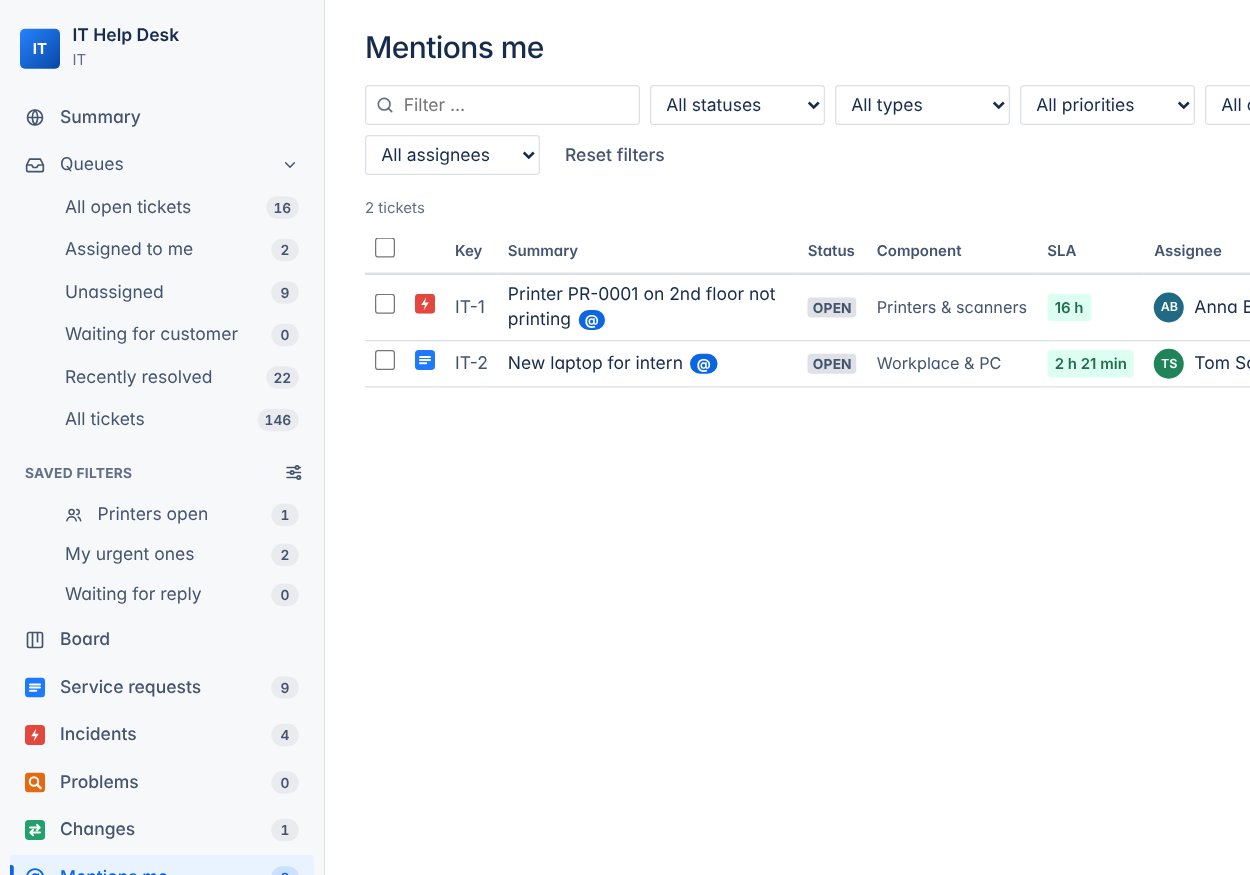 IT
IT Help Desk
IT
Summary
Queues
All open tickets 16
Assigned to me 2
Unassigned 9
Waiting for customer 0
Recently resolved 22
All tickets 146
SAVED FILTERS
Printers open 1
My urgent ones 2
Waiting for reply 0
Board
Service requests 9
Incidents 4
Problems 0
Changes 1
Mentions me
Mentions me
Filter ... All statuses All types All priorities All
All assignees Reset filters
2 tickets
Key Summary Status Component SLA Assignee
IT-1 Printer PR-0001 on 2nd floor not
printing @ OPEN Printers & scanners 16 h AB Anna
IT-2 New laptop for intern @ OPEN Workplace & PC 2 h 21 min TS Tom